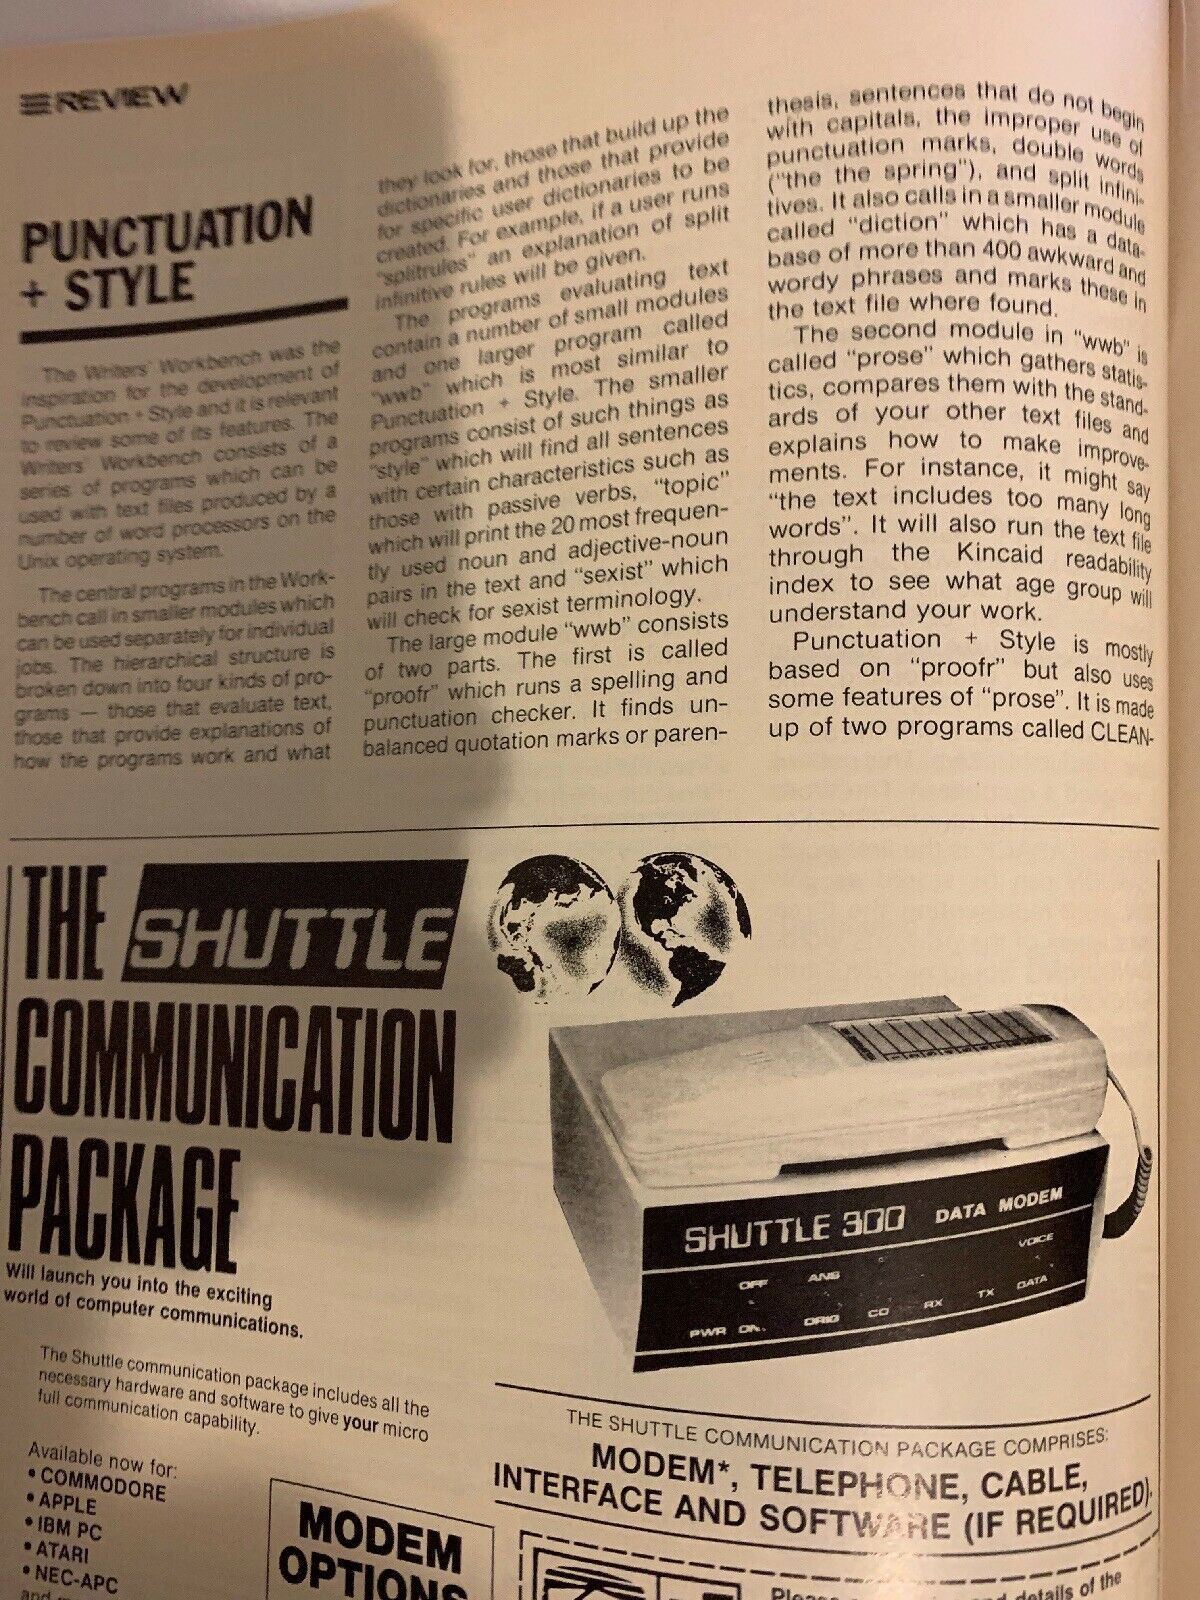 REVIEW
PUNCTUATION
+ STYLE
The Writers' Workbench was the
inspiration for the development of
Punctuation + Style and it is relevant
to review some of its features. The
Writers' Workbench consists of a
series of programs which can be
used with text files produced by a
number of word processors on the
Unix operating system.
The central programs in the Work-
bench call in smaller modules which
can be used separately for individual
jobs. The hierarchical structure is
broken down into four kinds of pro-
grams — those that evaluate text,
those that provide explanations of
how the programs work and what
they look for, those that build up the
dictionaries and those that provide
for specific user dictionaries to be
created. For example, if a user runs
"splitrules" an explanation of split
infinitive rules will be given.
The programs evaluating text
contain a number of small modules
and one larger program called
"wwb" which is most similar to
Punctuation + Style. The smaller
programs consist of such things as
"style" which will find all sentences
with certain characteristics such as
those with passive verbs, "topic"
which will print the 20 most frequen-
tly used noun and adjective-noun
pairs in the text and "sexist" which
will check for sexist terminology.
The large module "wwb" consists
of two parts. The first is called
"proofr" which runs a spelling and
punctuation checker. It finds un-
balanced quotation marks or paren-
thesis, sentences that do not begin
with capitals, the improper use of
punctuation marks, double words
("the the spring"), and split infini-
tives. It also calls in a smaller module
called "diction" which has a data-
base of more than 400 awkward and
wordy phrases and marks these in
the text file where found.
The second module in "wwb" is
called "prose" which gathers statis-
tics, compares them with the stand-
ards of your other text files and
explains how to make improve-
ments. For instance, it might say
"the text includes too many long
words". It will also run the text file
through the Kincaid readability
index to see what age group will
understand your work.
Punctuation + Style is mostly
based on "proofr" but also uses
some features of "prose". It is made
up of two programs called CLEAN-
THE SHUTTLE
COMMUNICATION
PACKAGE
Will launch you into the exciting
world of computer communications.
The Shuttle communication package includes all the
necessary hardware and software to give your micro
full communication capability.
Available now for:
• COMMODORE
• APPLE
• IBM PC
• ATARI
• NEC-APC
and
MODEM
OPTIONS
SHUTTLE 300 DATA MODEM
VOICE
OFF ANS
PWR ON. ORIG CD RX TX DATA
THE SHUTTLE COMMUNICATION PACKAGE COMPRISES:
MODEM*, TELEPHONE, CABLE,
INTERFACE AND SOFTWARE (IF REQUIRED).
details of the